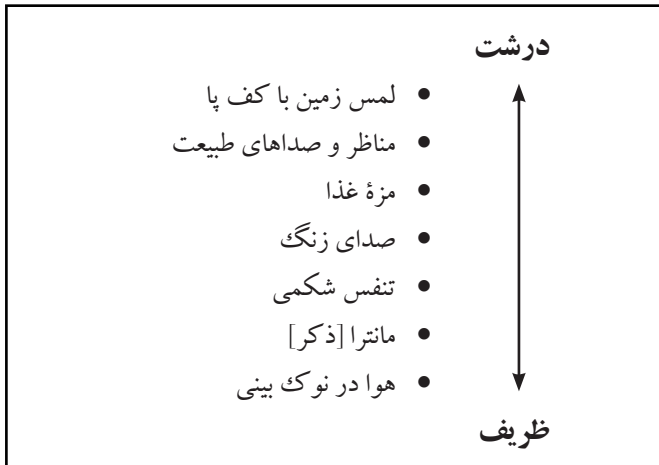 درشت
• لمس زمین با کف پا
• مناظر و صداهای طبیعت
• مزۀ غذا
• صدای زنگ
• تنفس شکمی
• مانترا [ذکر]
• هوا در نوک بینی
ظریف